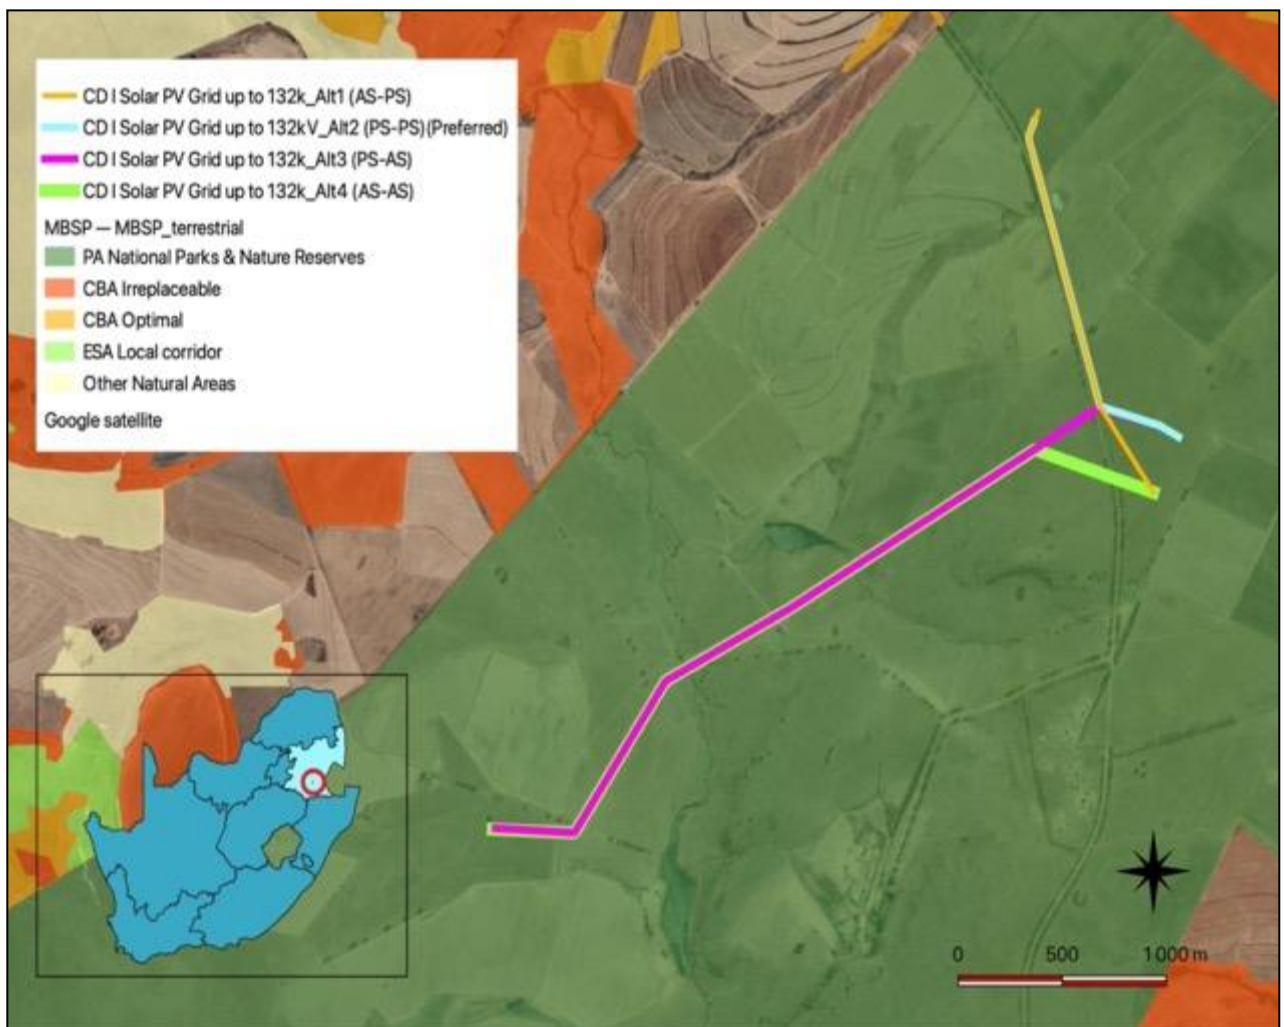 CD I Solar PV Grid up to 132k_Alt1 (AS-PS)
CD I Solar PV Grid up to 132kV_Alt2 (PS-PS)(Preferred)
CD I Solar PV Grid up to 132k_Alt3 (PS-AS)
CD I Solar PV Grid up to 132k_Alt4 (AS-AS)
MBSP — MBSP_terrestrial
PA National Parks & Nature Reserves
CBA Irreplaceable
CBA Optimal
ESA Local corridor
Other Natural Areas
Google satellite
0 500 1000 m